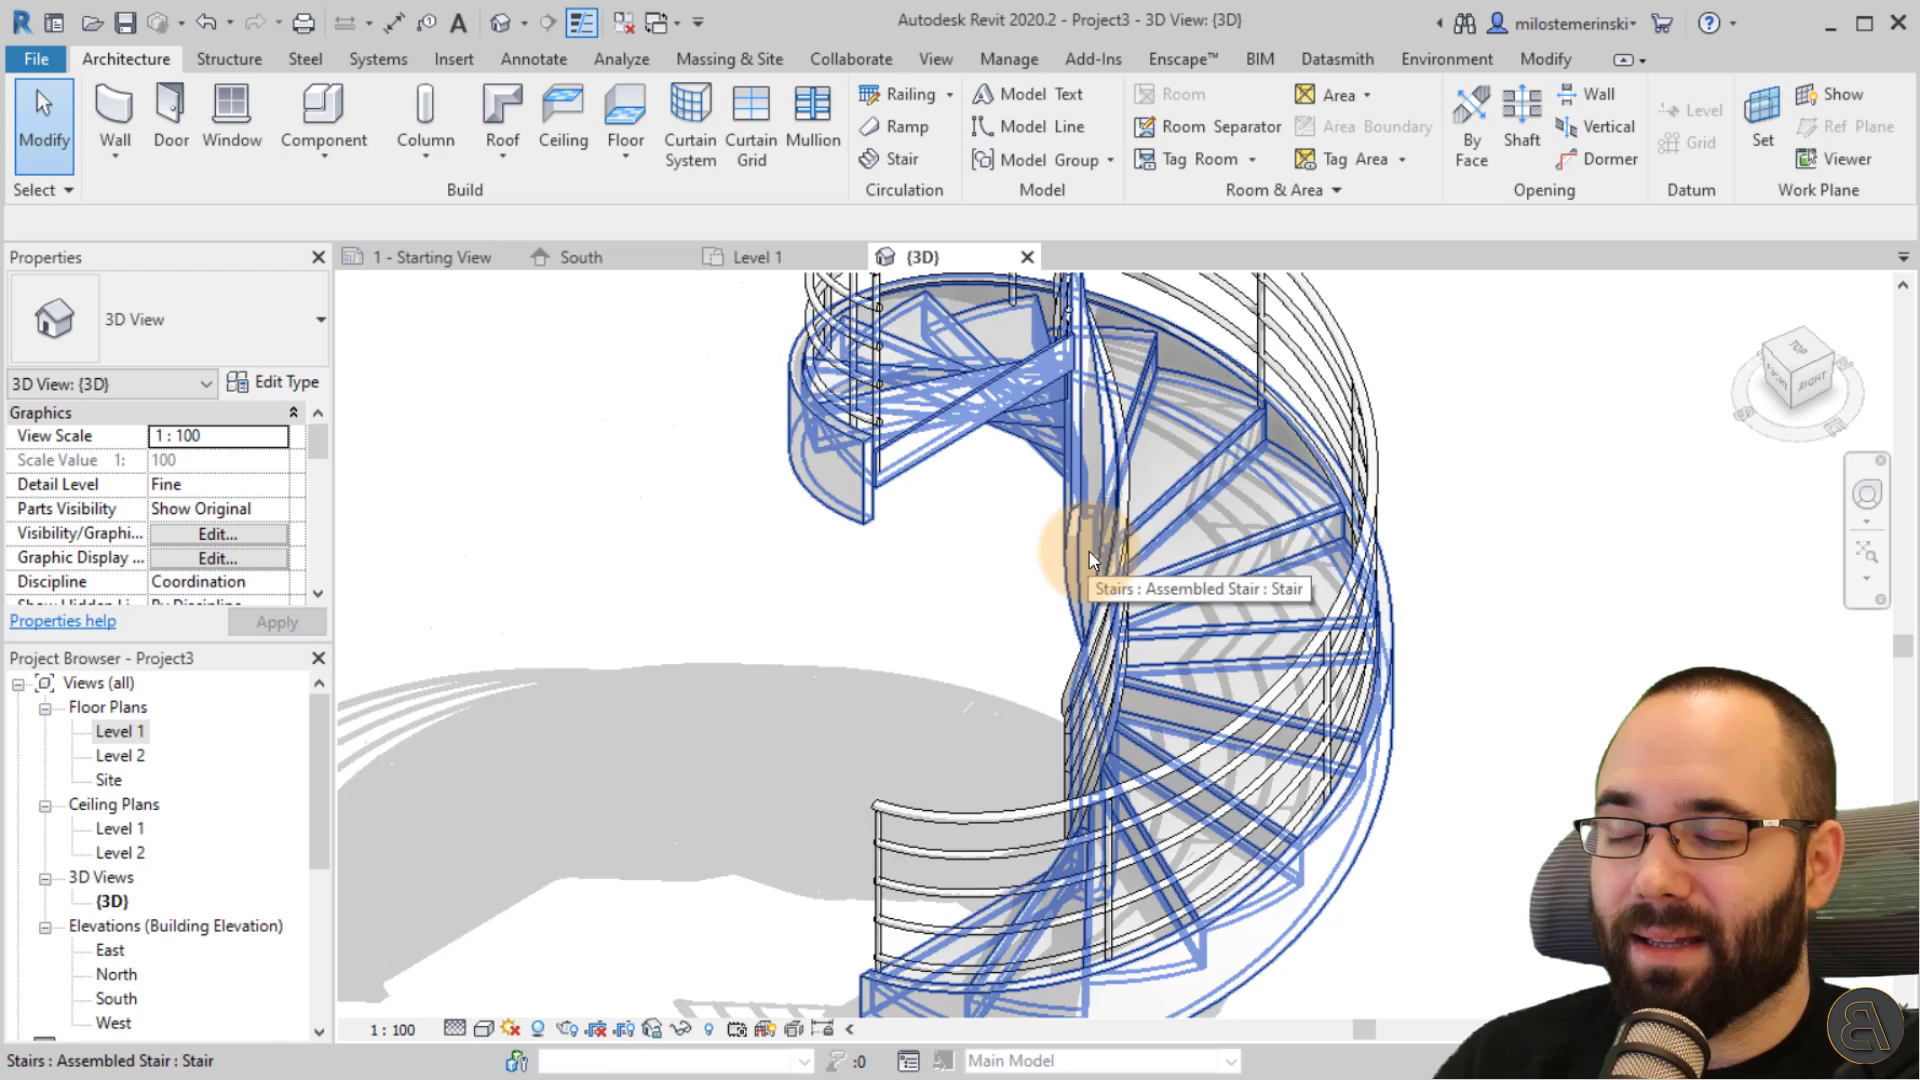 Autodesk Revit 2020.2 - Project3 - 3D View: {3D}
milostemerinski
File
Architecture
Structure
Steel
Systems
Insert
Annotate
Analyze
Massing & Site
Collaborate
View
Manage
Add-Ins
Enscape™
BIM
Datasmith
Environment
Modify
Modify
Wall
Door
Window
Component
Column
Roof
Ceiling
Floor
Curtain System
Curtain Grid
Mullion
Railing
Ramp
Stair
Model Text
Model Line
Model Group
Room
Room Separator
Tag Room
Area
Area Boundary
Tag Area
By Face
Shaft
Wall
Vertical
Dormer
Level
Grid
Set
Show
Ref Plane
Viewer
Select
Build
Circulation
Model
Room & Area
Opening
Datum
Work Plane
Properties
1 - Starting View
South
Level 1
{3D}
3D View
3D View: {3D}
Edit Type
Graphics
View Scale 1 : 100
Scale Value 1: 100
Detail Level Fine
Parts Visibility Show Original
Visibility/Graphi... Edit...
Graphic Display ... Edit...
Discipline Coordination
Properties help
Apply
Project Browser - Project3
Views (all)
Floor Plans
Level 1
Level 2
Site
Ceiling Plans
Level 1
Level 2
3D Views
{3D}
Elevations (Building Elevation)
East
North
South
West
TOP
RIGHT
Stairs : Assembled Stair : Stair
1 : 100
Stairs : Assembled Stair : Stair
:0
Main Model